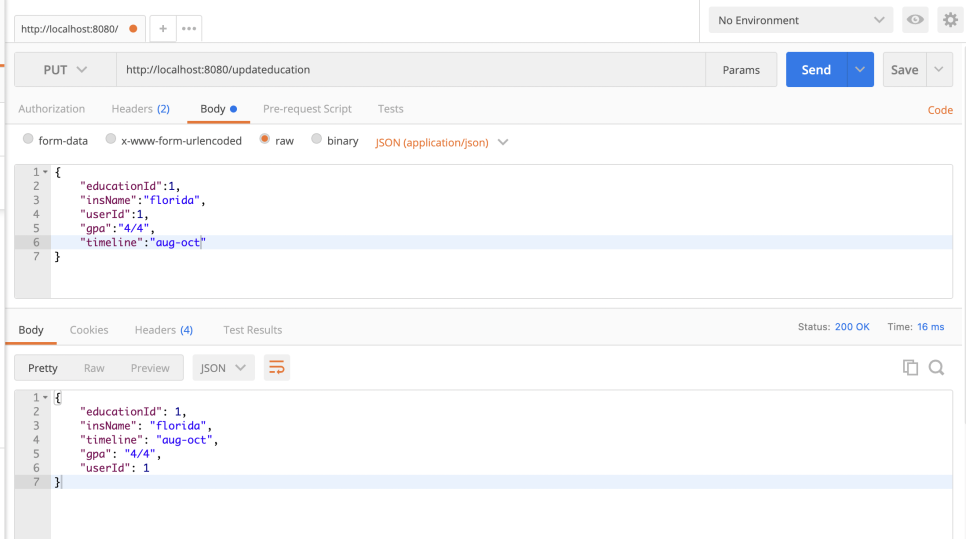 http://localhost:8080/
+
•••
No Environment
PUT http://localhost:8080/updateducation Params Send Save
Authorization Headers (2) Body Pre-request Script Tests Code
form-data x-www-form-urlencoded raw binary JSON (application/json)
1 {
2 "educationId":1,
3 "insName":"florida",
4 "userId":1,
5 "gpa":"4/4",
6 "timeline":"aug-oct"
7 }
Body Cookies Headers (4) Test Results Status: 200 OK Time: 16 ms
Pretty Raw Preview JSON
1 {
2 "educationId": 1,
3 "insName": "florida",
4 "timeline": "aug-oct",
5 "gpa": "4/4",
6 "userId": 1
7 }